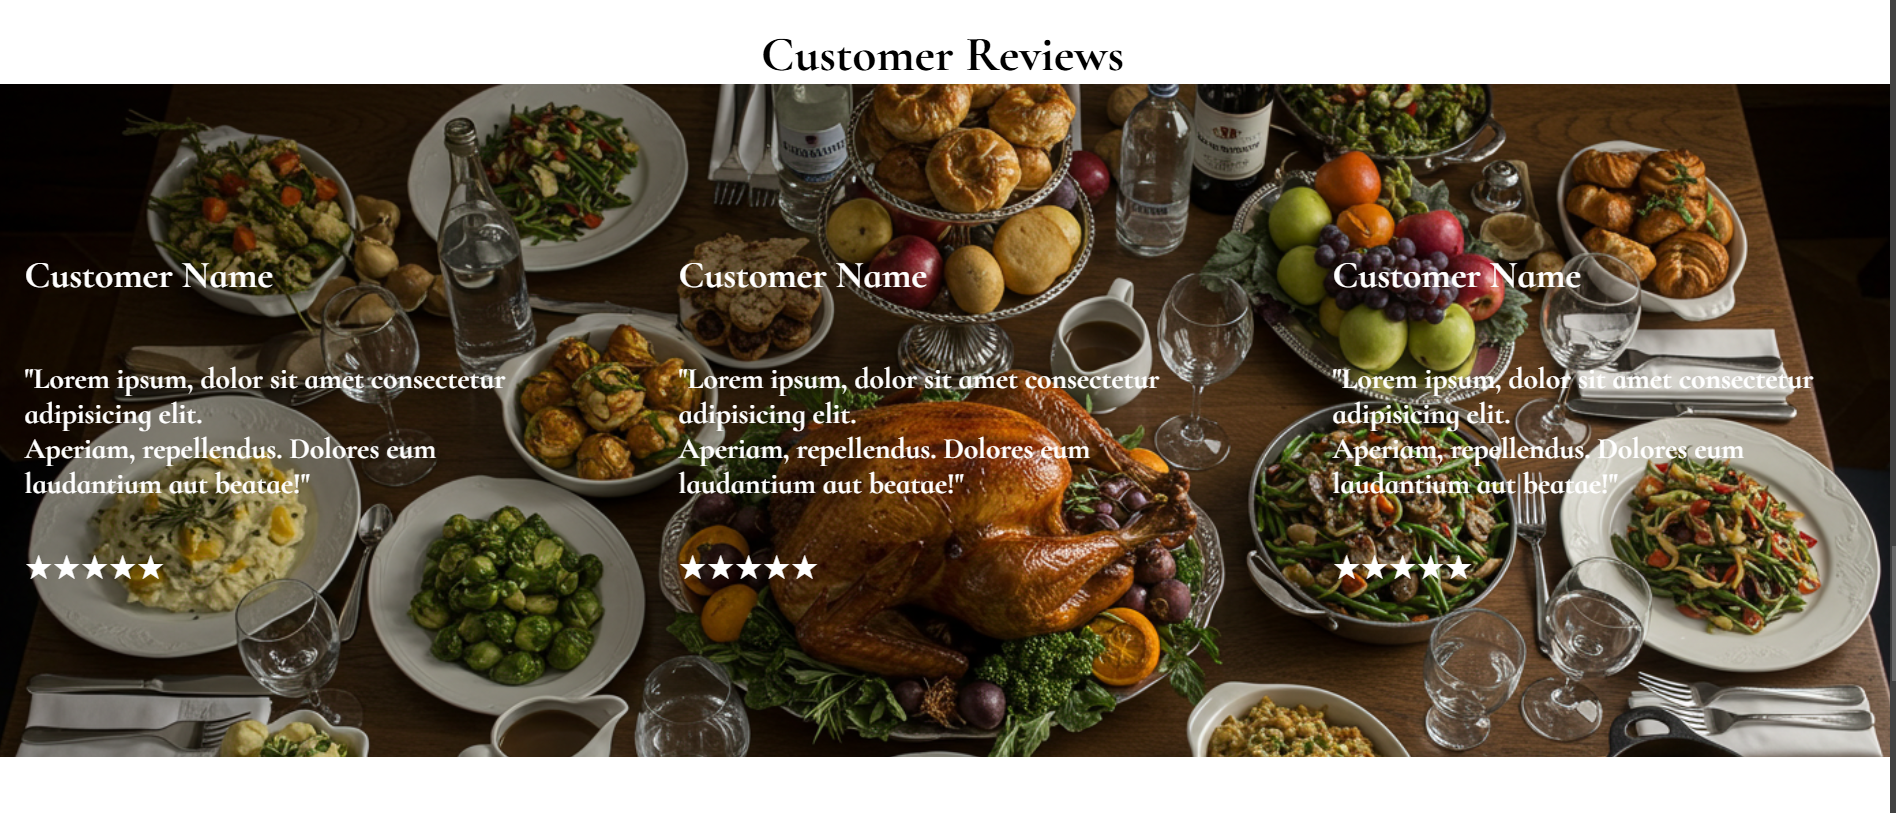 Customer Reviews
Customer Name
"Lorem ipsum, dolor sit amet consectetur
adipisicing elit.
Aperiam, repellendus. Dolores eum
laudantium aut beatae!"
★★★★★
Customer Name
"Lorem ipsum, dolor sit amet consectetur
adipisicing elit.
Aperiam, repellendus. Dolores eum
laudantium aut beatae!"
★★★★★
Customer Name
"Lorem ipsum, dolor sit amet consectetur
adipisicing elit.
Aperiam, repellendus. Dolores eum
laudantium aut beatae!"
★★★★★